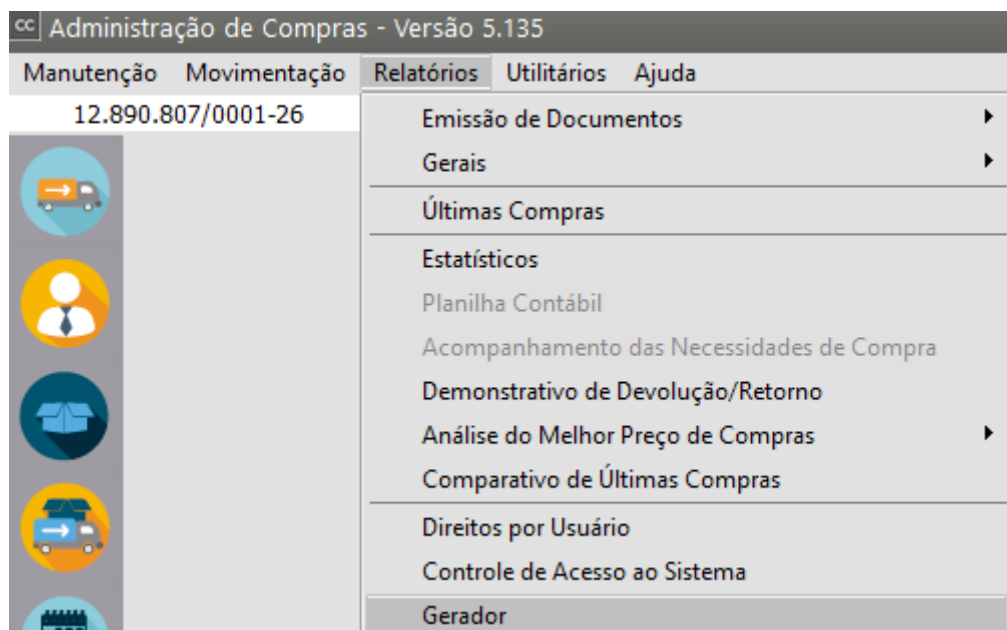 cc Administração de Compras - Versão 5.135
Manutenção Movimentação Relatórios Utilitários Ajuda
12.890.807/0001-26
Emissão de Documentos
Gerais
Últimas Compras
Estatísticos
Planilha Contábil
Acompanhamento das Necessidades de Compra
Demonstrativo de Devolução/Retorno
Análise do Melhor Preço de Compras
Comparativo de Últimas Compras
Direitos por Usuário
Controle de Acesso ao Sistema
Gerador